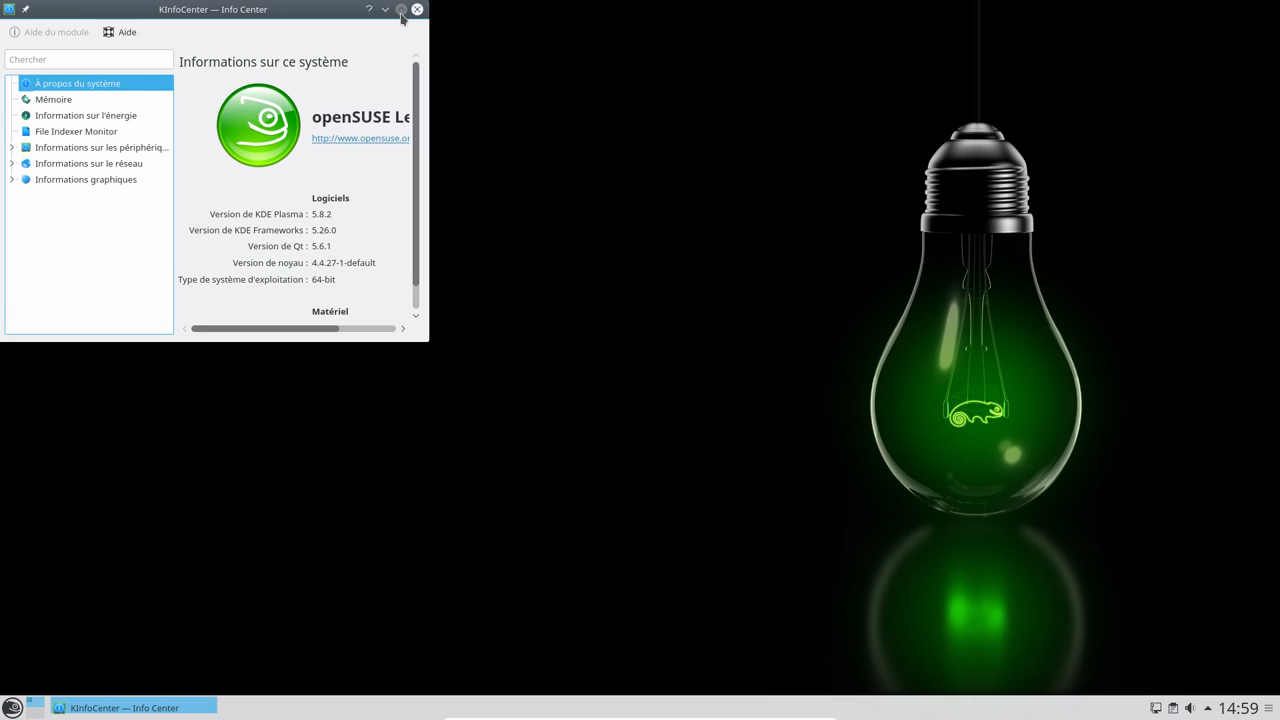 KInfoCenter — Info Center
Aide du module
Aide
Chercher
À propos du système
Mémoire
Information sur l'énergie
File Indexer Monitor
Informations sur les périphériq...
Informations sur le réseau
Informations graphiques
Informations sur ce système
openSUSE Le
http://www.opensuse.or
Logiciels
Version de KDE Plasma : 5.8.2
Version de KDE Frameworks : 5.26.0
Version de Qt : 5.6.1
Version de noyau : 4.4.27-1-default
Type de système d'exploitation : 64-bit
Matériel
KInfoCenter — Info Center
14:59